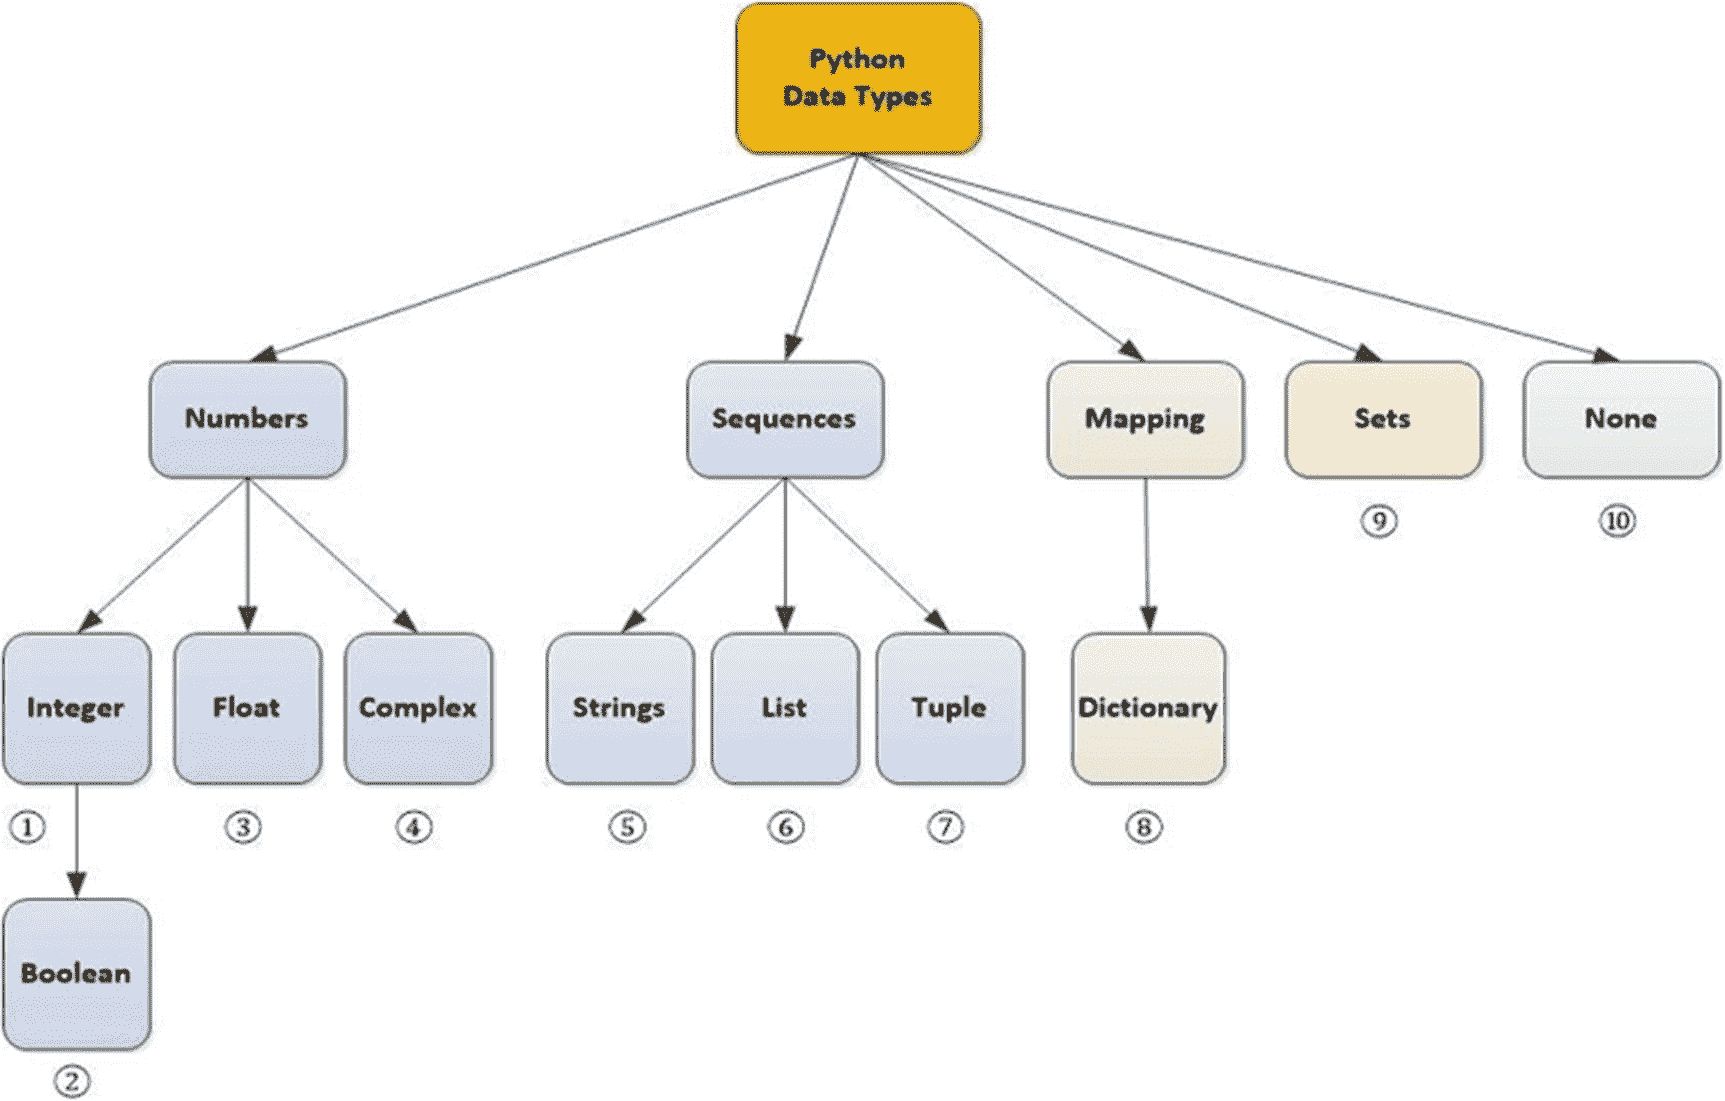 Python
Data Types
Numbers
Sequences
Mapping
Sets
None
⑨
⑩
Integer
Float
Complex
Strings
List
Tuple
Dictionary
①
③
④
⑤
⑥
⑦
⑧
Boolean
②